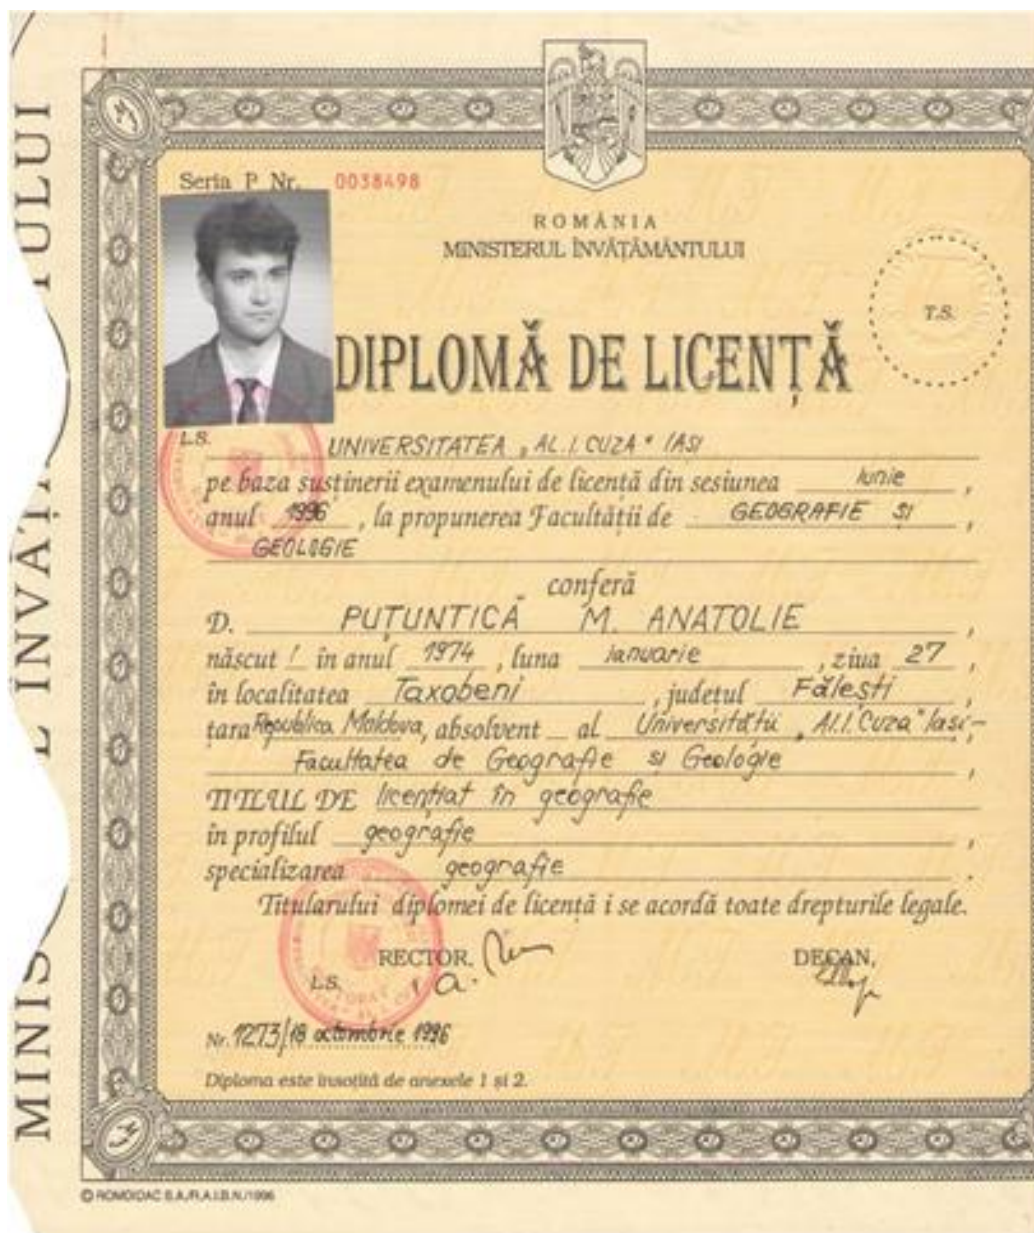 MINIS
E ÎNVĂȚ
TULUI
Seria P Nr. 0038498
ROMÂNIA
MINISTERUL ÎNVĂȚĂMÂNTULUI
T.S.
DIPLOMĂ DE LICENȚĂ
L.S.
UNIVERSITATEA „AL.I.CUZA" IAȘI
pe baza susținerii examenului de licență din sesiunea iunie ,
anul 1996 , la propunerea Facultății de GEOGRAFIE ȘI ,
GEOLOGIE
conferă
D. PUȚUNTICĂ M. ANATOLIE ,
născut / în anul 1974 , luna ianuarie , ziua 27 ,
în localitatea Taxobeni , județul Fălești ,
țara Republica Moldova, absolvent al Universității „Al.I.Cuza" Iași-
Facultatea de Geografie și Geologie ,
TITLUL DE licențiat în geografie
în profilul geografie ,
specializarea geografie .
Titularului diplomei de licență i se acordă toate drepturile legale.
RECTOR, DECAN,
L.S.
Nr. 1273/18 octombrie 1996
Diploma este însoțită de anexele 1 și 2.
© ROMDIDAC S.A./R.A.I.B.N./1996